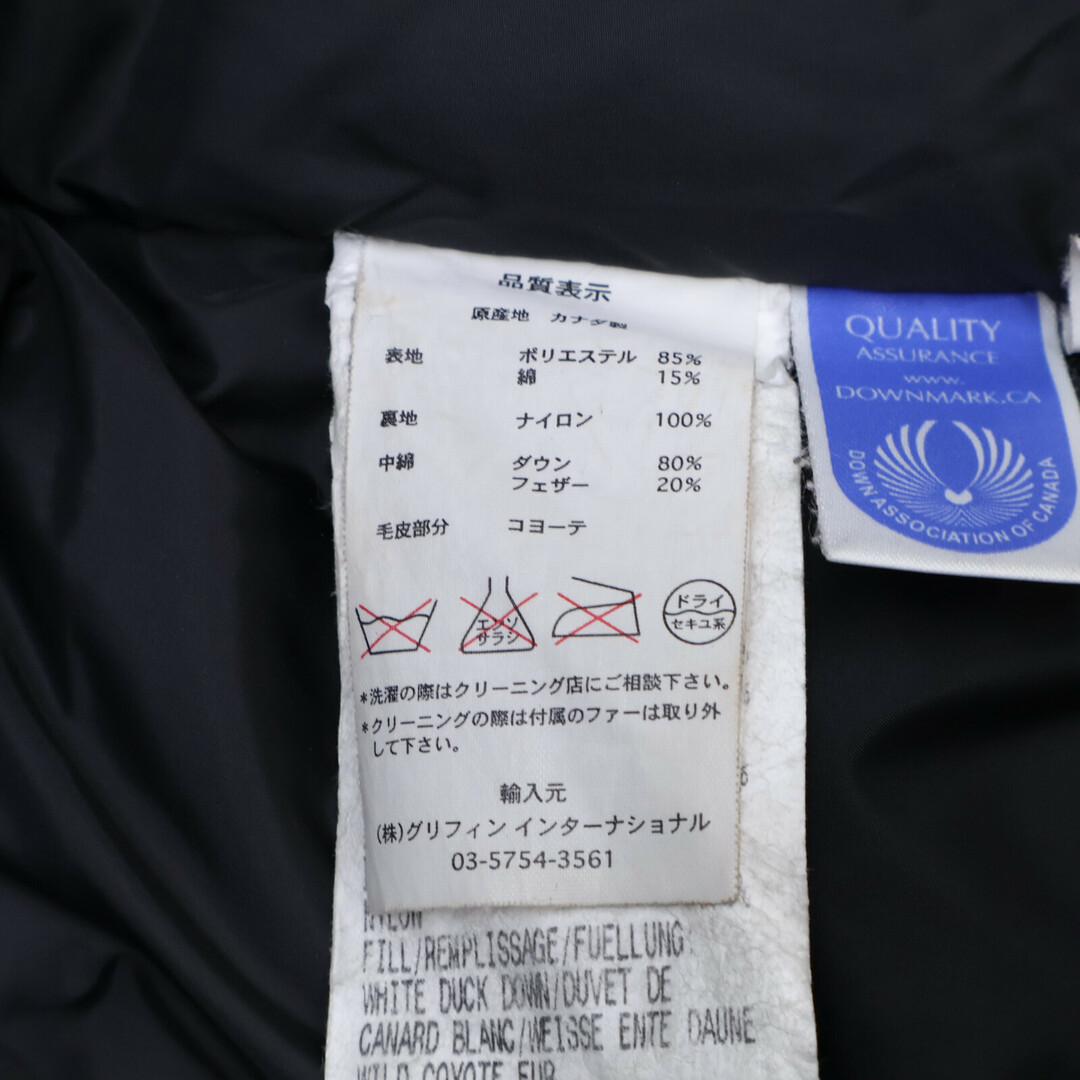 品質表示
原産地 カナダ製
表地 ポリエステル 85%
綿 15%
裏地 ナイロン 100%
中綿 ダウン 80%
フェザー 20%
毛皮部分 コヨーテ
エンソ
サラシ
ドライ
セキユ系
*洗濯の際はクリーニング店にご相談下さい。
*クリーニングの際は付属のファーは取り外
して下さい。
輸入元
(株)グリフィン インターナショナル
03-5754-3561
NYLON
FILL/REMPLISSAGE/FUELLUNG
WHITE DUCK DOWN/DUVET DE
CANARD BLANC/WEISSE ENTE DAUNE
WILD COYOTE FUR
QUALITY
ASSURANCE
www.
DOWNMARK.CA
DOWN ASSOCIATION OF CANADA